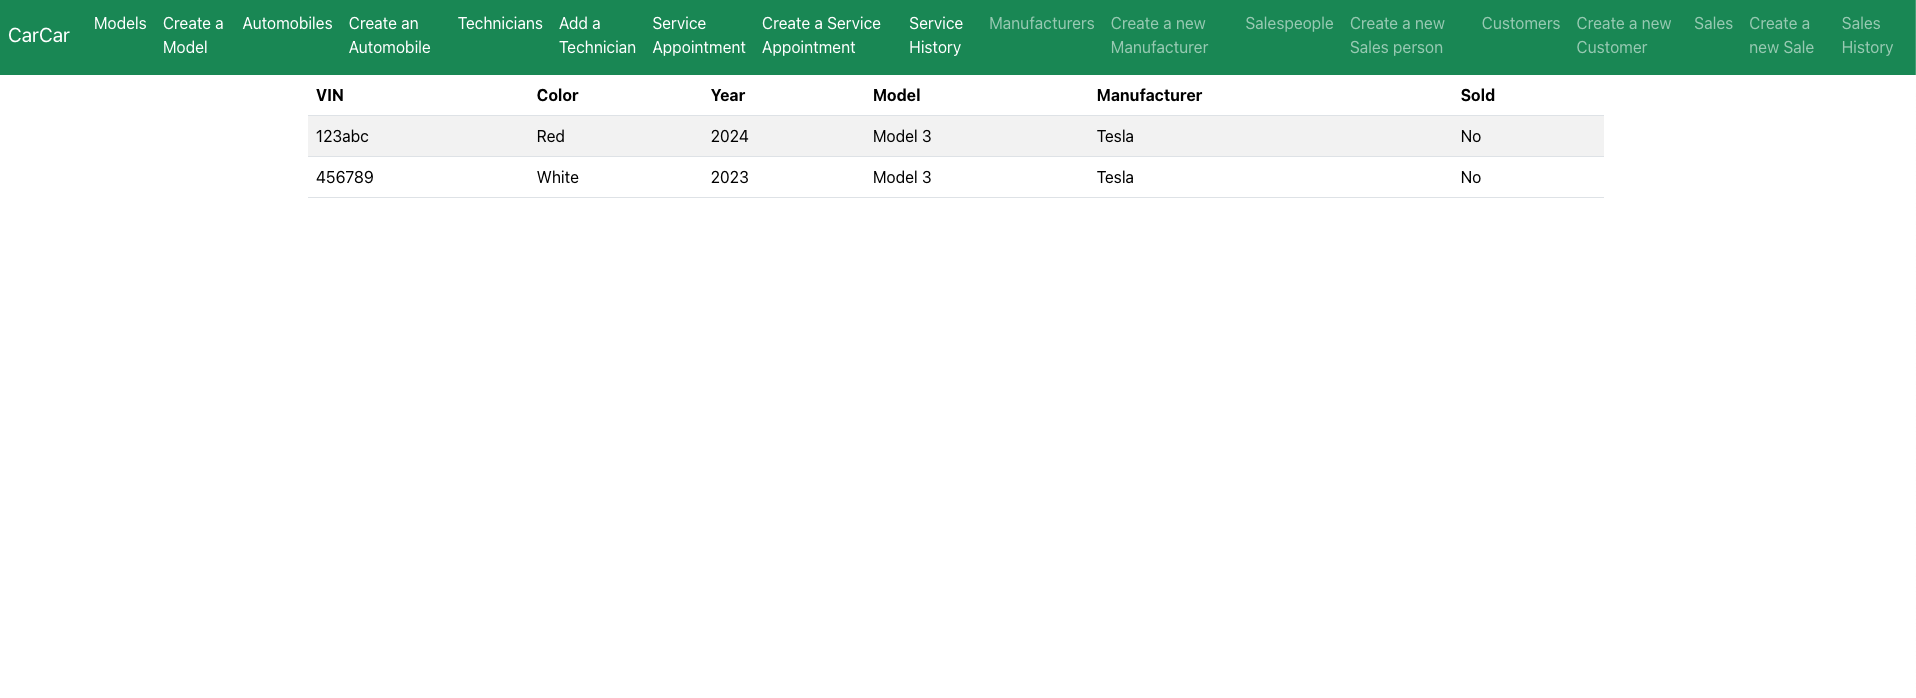 CarCar
Models
Create a
Model
Automobiles
Create an
Automobile
Technicians
Add a
Technician
Service
Appointment
Create a Service
Appointment
Service
History
Manufacturers
Create a new
Manufacturer
Salespeople
Create a new
Sales person
Customers
Create a new
Customer
Sales
Create a
new Sale
Sales
History
VIN Color Year Model Manufacturer Sold
123abc Red 2024 Model 3 Tesla No
456789 White 2023 Model 3 Tesla No